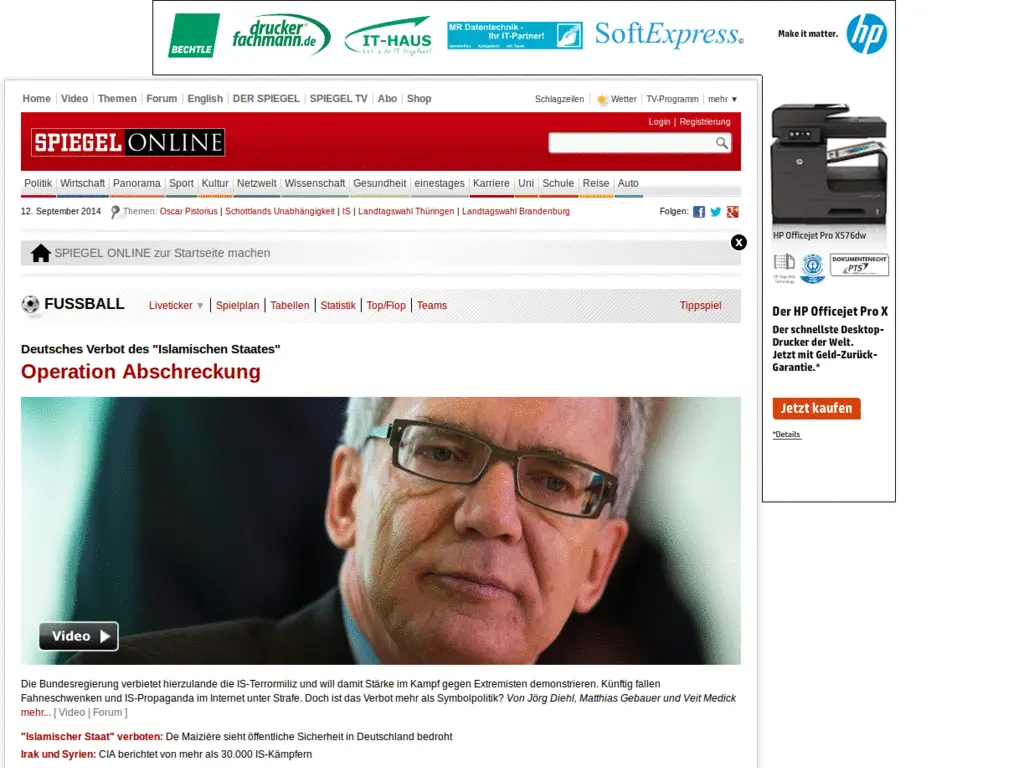 BECHTLE
drucker
fachmann.de
IT-HAUS
Let's do IT together!
MR Datentechnik -
Ihr IT-Partner!
SoftExpress
Make it matter.
hp
Home | Video | Themen | Forum | English | DER SPIEGEL | SPIEGEL TV | Abo | Shop
Schlagzeilen | Wetter | TV-Programm | mehr ▼
Login | Registrierung
SPIEGEL ONLINE
Politik | Wirtschaft | Panorama | Sport | Kultur | Netzwelt | Wissenschaft | Gesundheit | einestages | Karriere | Uni | Schule | Reise | Auto
12. September 2014 Themen: Oscar Pistorius | Schottlands Unabhängigkeit | IS | Landtagswahl Thüringen | Landtagswahl Brandenburg
Folgen:
SPIEGEL ONLINE zur Startseite machen
X
FUSSBALL Liveticker ▼ | Spielplan | Tabellen | Statistik | Top/Flop | Teams
Tippspiel
Deutsches Verbot des "Islamischen Staates"
Operation Abschreckung
Video
Die Bundesregierung verbietet hierzulande die IS-Terrormiliz und will damit Stärke im Kampf gegen Extremisten demonstrieren. Künftig fallen
Fahneschwenken und IS-Propaganda im Internet unter Strafe. Doch ist das Verbot mehr als Symbolpolitik? Von Jörg Diehl, Matthias Gebauer und Veit Medick
mehr... [ Video | Forum ]
"Islamischer Staat" verboten: De Maizière sieht öffentliche Sicherheit in Deutschland bedroht
Irak und Syrien: CIA berichtet von mehr als 30.000 IS-Kämpfern
HP Officejet Pro X576dw
DOKUMENTENECHT
PTS
Der HP Officejet Pro X
Der schnellste Desktop-
Drucker der Welt.
Jetzt mit Geld-Zurück-
Garantie.*
Jetzt kaufen
*Details